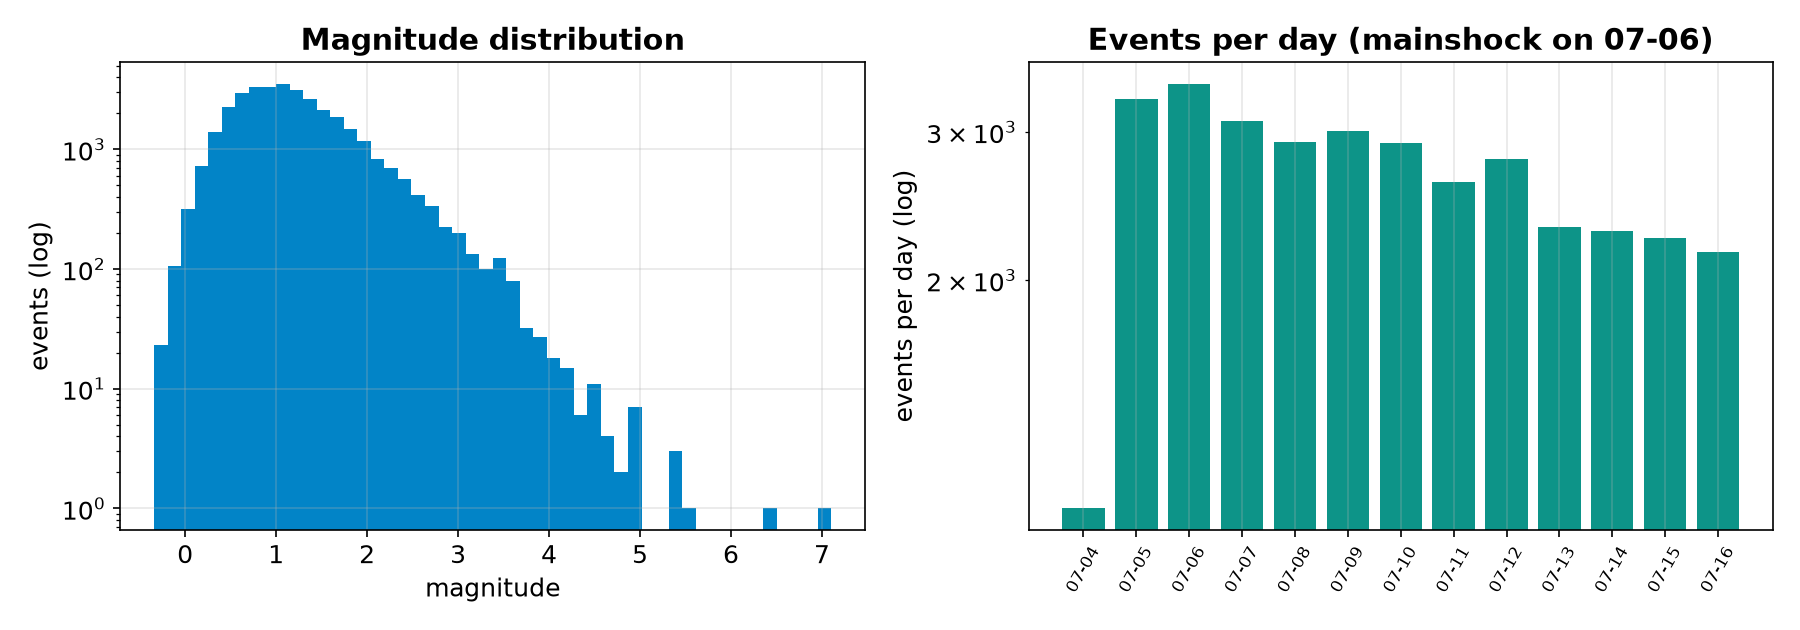 Magnitude distribution
events (log)
10³
10²
10¹
10⁰
0 1 2 3 4 5 6 7
magnitude
Events per day (mainshock on 07-06)
events per day (log)
3 × 10³
2 × 10³
07-04 07-05 07-06 07-07 07-08 07-09 07-10 07-11 07-12 07-13 07-14 07-15 07-16